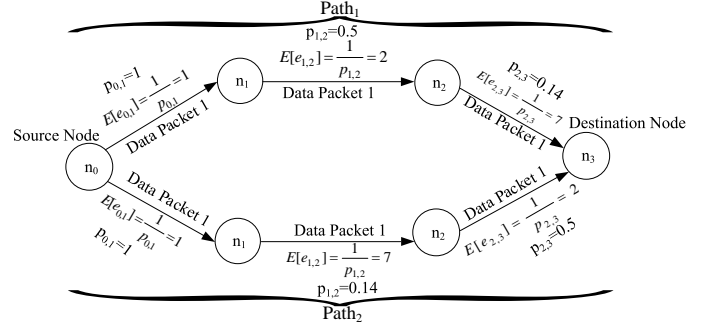 Path₁
p₁,₂=0.5
E[e₁,₂]=1/p₁,₂=2
n₁
Data Packet 1
n₂
p₀,₁=1
E[e₀,₁]=1/p₀,₁=1
Data Packet 1
p₂,₃=0.14
E[e₂,₃]=1/p₂,₃=7
Data Packet 1
Source Node
n₀
Destination Node
n₃
Data Packet 1
E[e₀,₁]=1/p₀,₁=1
p₀,₁=1
n₁
Data Packet 1
E[e₁,₂]=1/p₁,₂=7
p₁,₂=0.14
n₂
Data Packet 1
E[e₂,₃]=1/p₂,₃=2
p₂,₃=0.5
Path₂